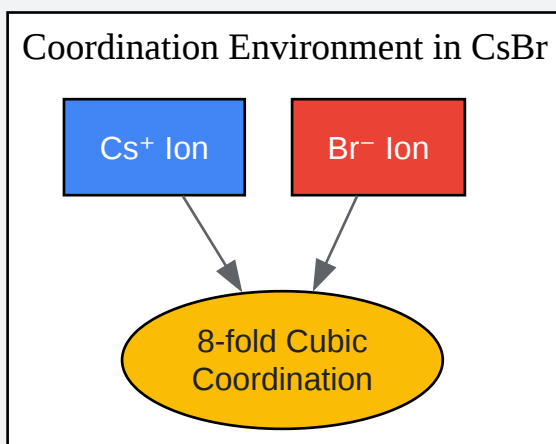 Coordination Environment in CsBr
Cs⁺ Ion
Br⁻ Ion
8-fold Cubic
Coordination